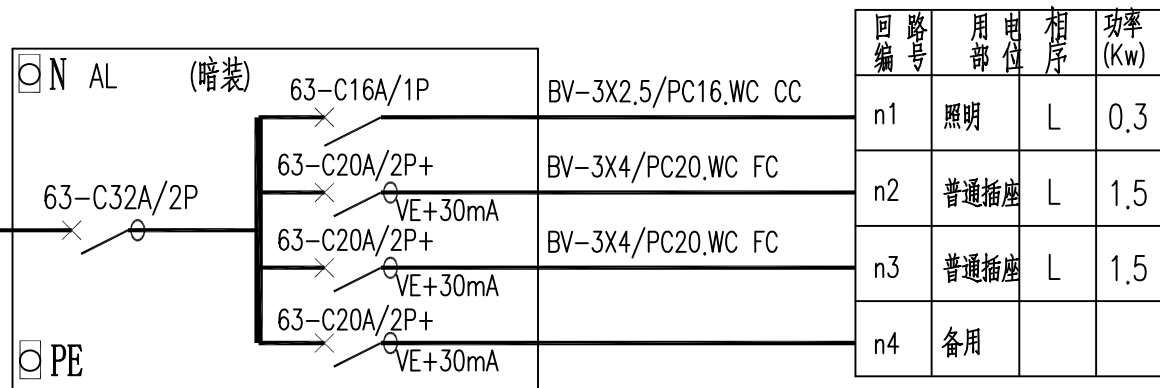 回路编号 用电部位 相序 功率(Kw)
N AL (暗装)
63-C16A/1P BV-3X2.5/PC16.WC CC
n1 照明 L 0.3
63-C20A/2P+ BV-3X4/PC20.WC FC
VE+30mA
n2 普通插座 L 1.5
63-C32A/2P
63-C20A/2P+ BV-3X4/PC20.WC FC
VE+30mA
n3 普通插座 L 1.5
63-C20A/2P+
VE+30mA
n4 备用
PE